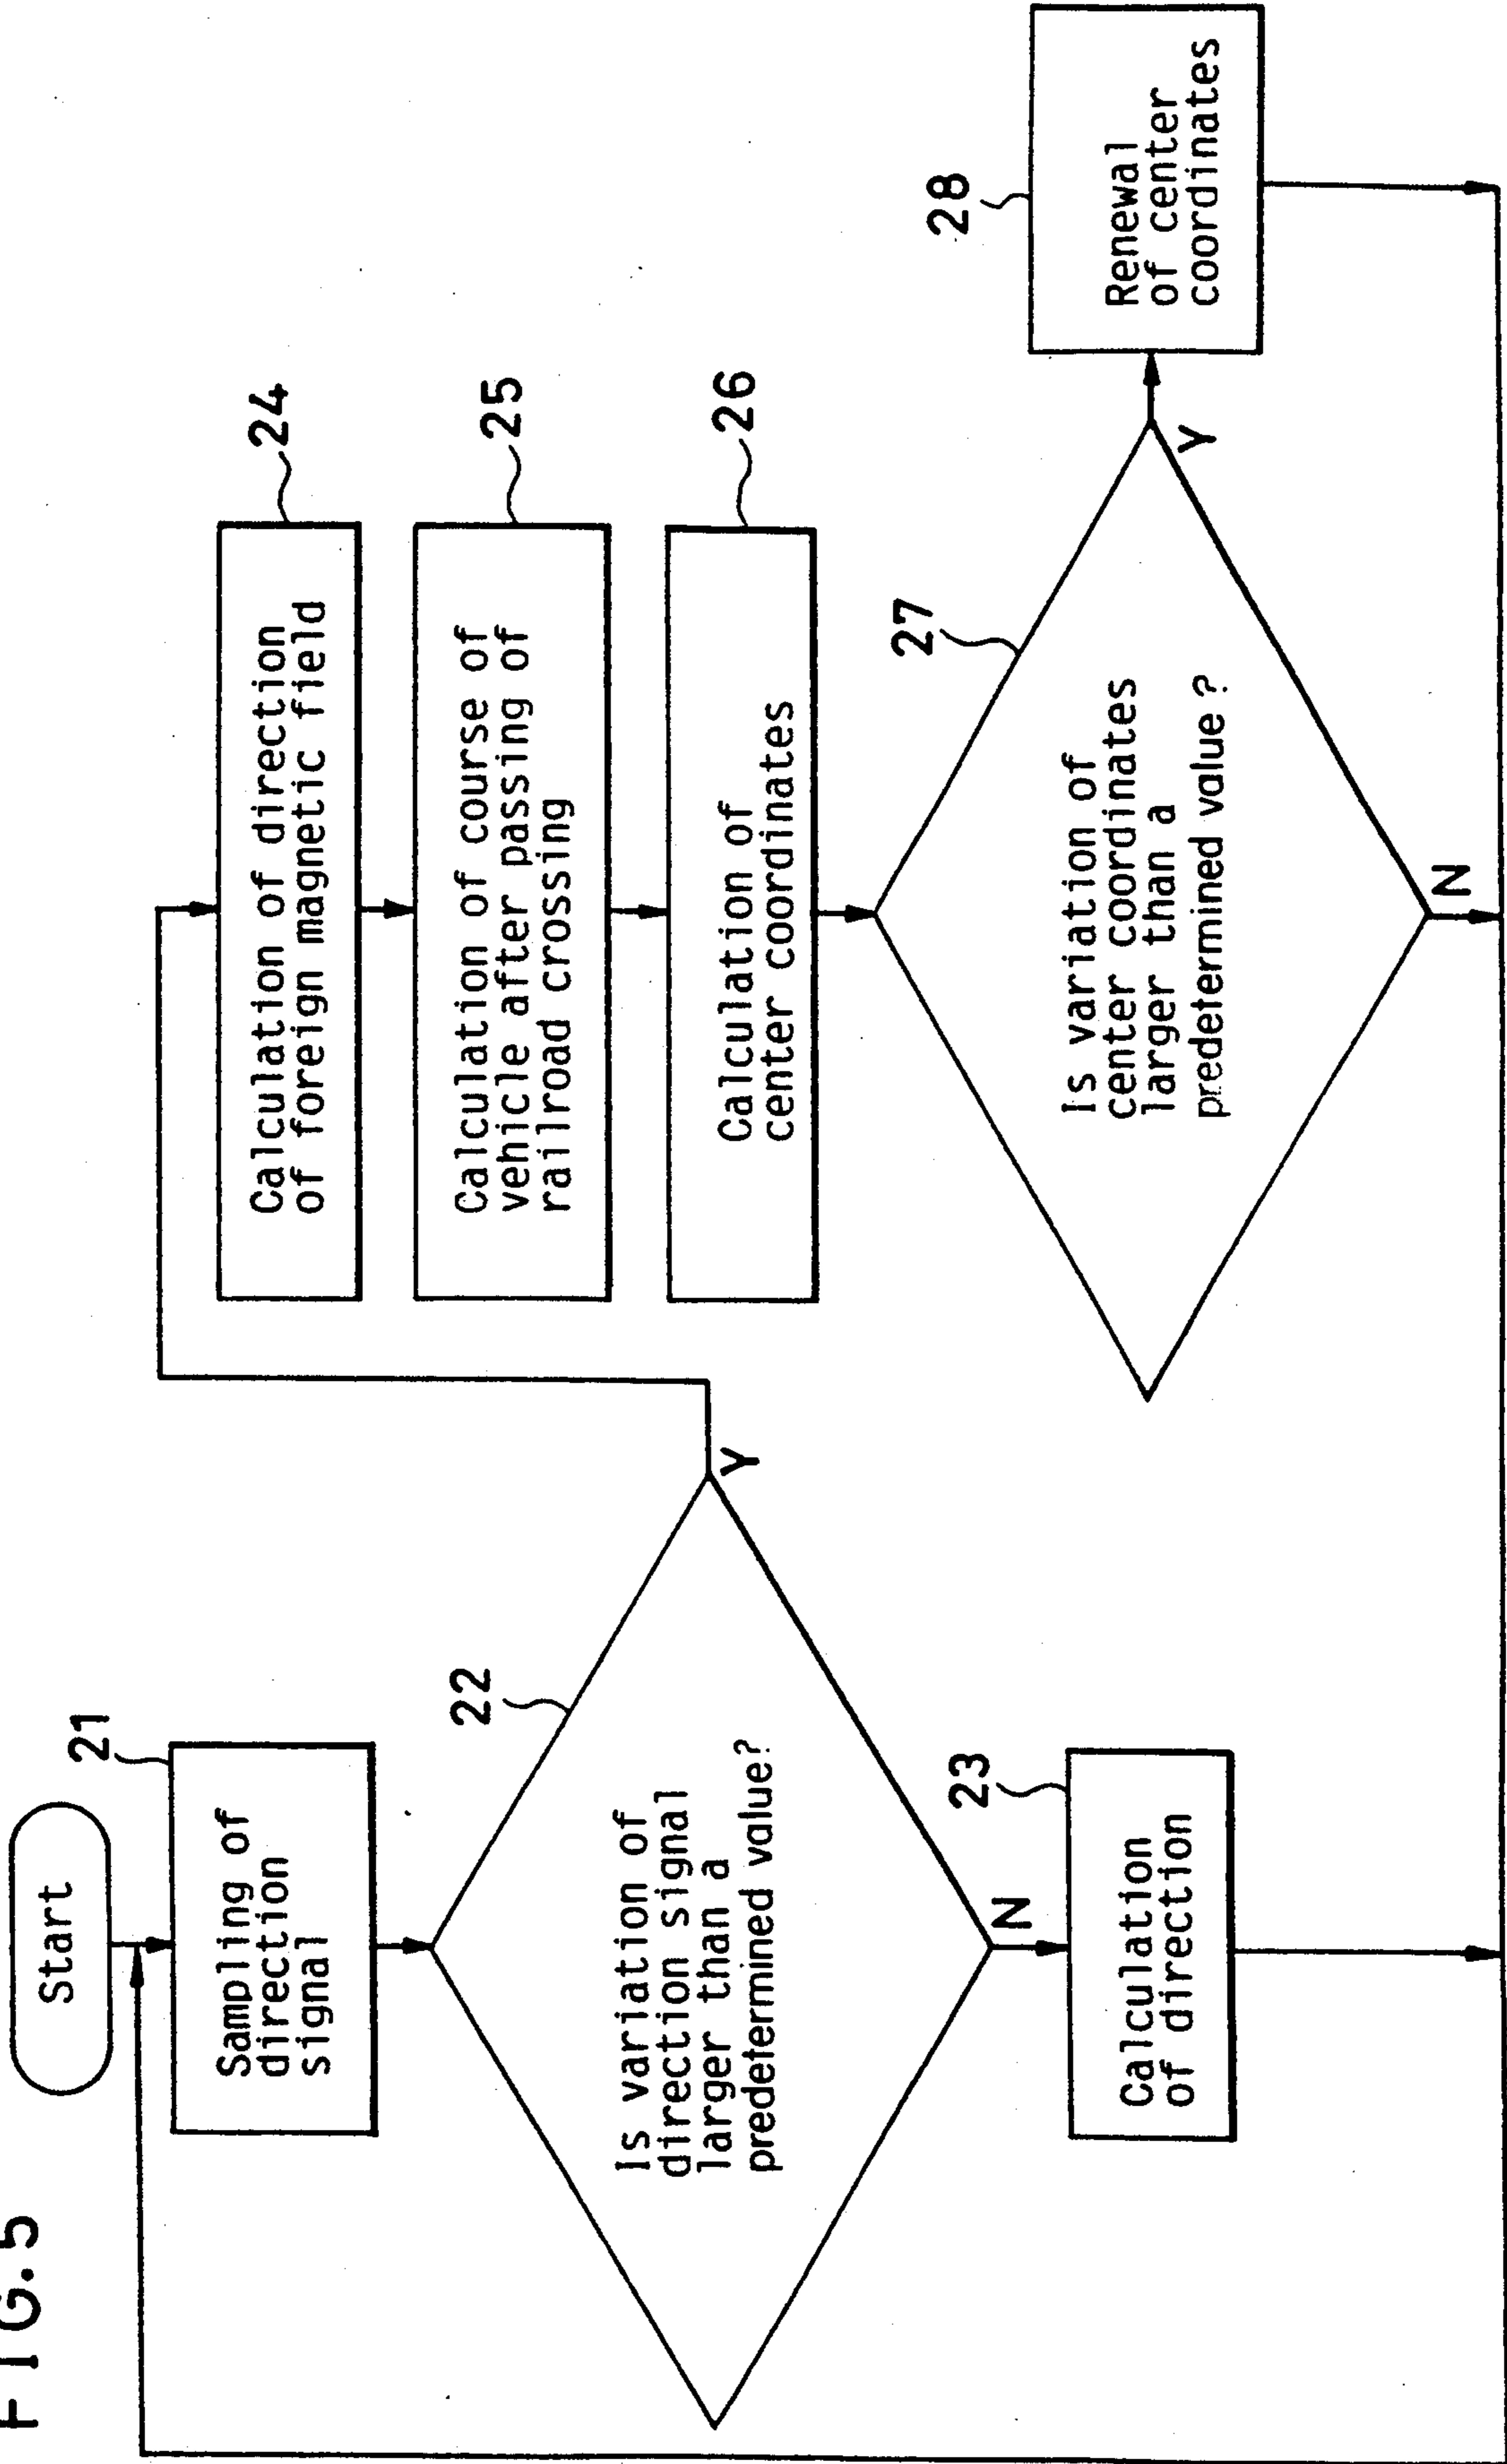 FIG.5
Start
21
Sampling of
direction
signal
22
Is variation of
direction signal
larger than a
predetermined value?
Y
N
23
Calculation
of direction
24
Calculation of direction
of foreign magnetic field
25
Calculation of course of
vehicle after passing of
railroad crossing
26
Calculation of
center coordinates
27
Is variation of
center coordinates
larger than a
predetermined value ?
Y
N
28
Renewal
of center
coordinates